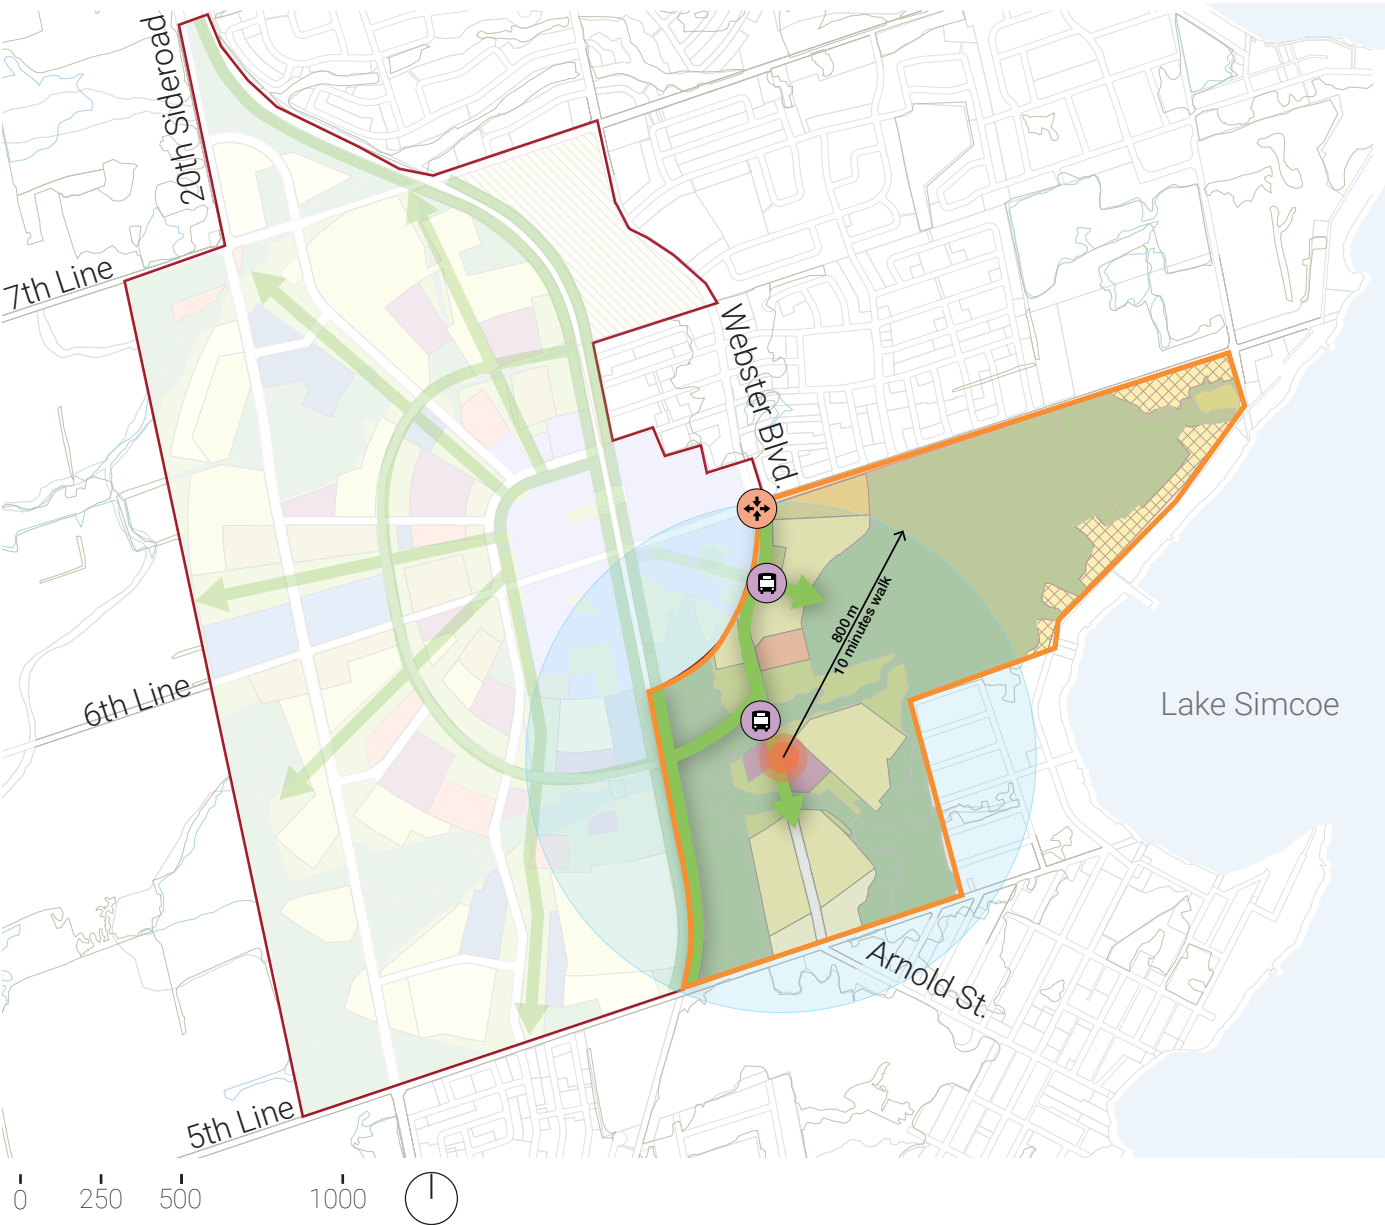 20th Sideroad
7th Line
Webster Blvd.
800 m
10 minutes walk
6th Line
Lake Simcoe
Arnold St.
5th Line
0 250 500 1000